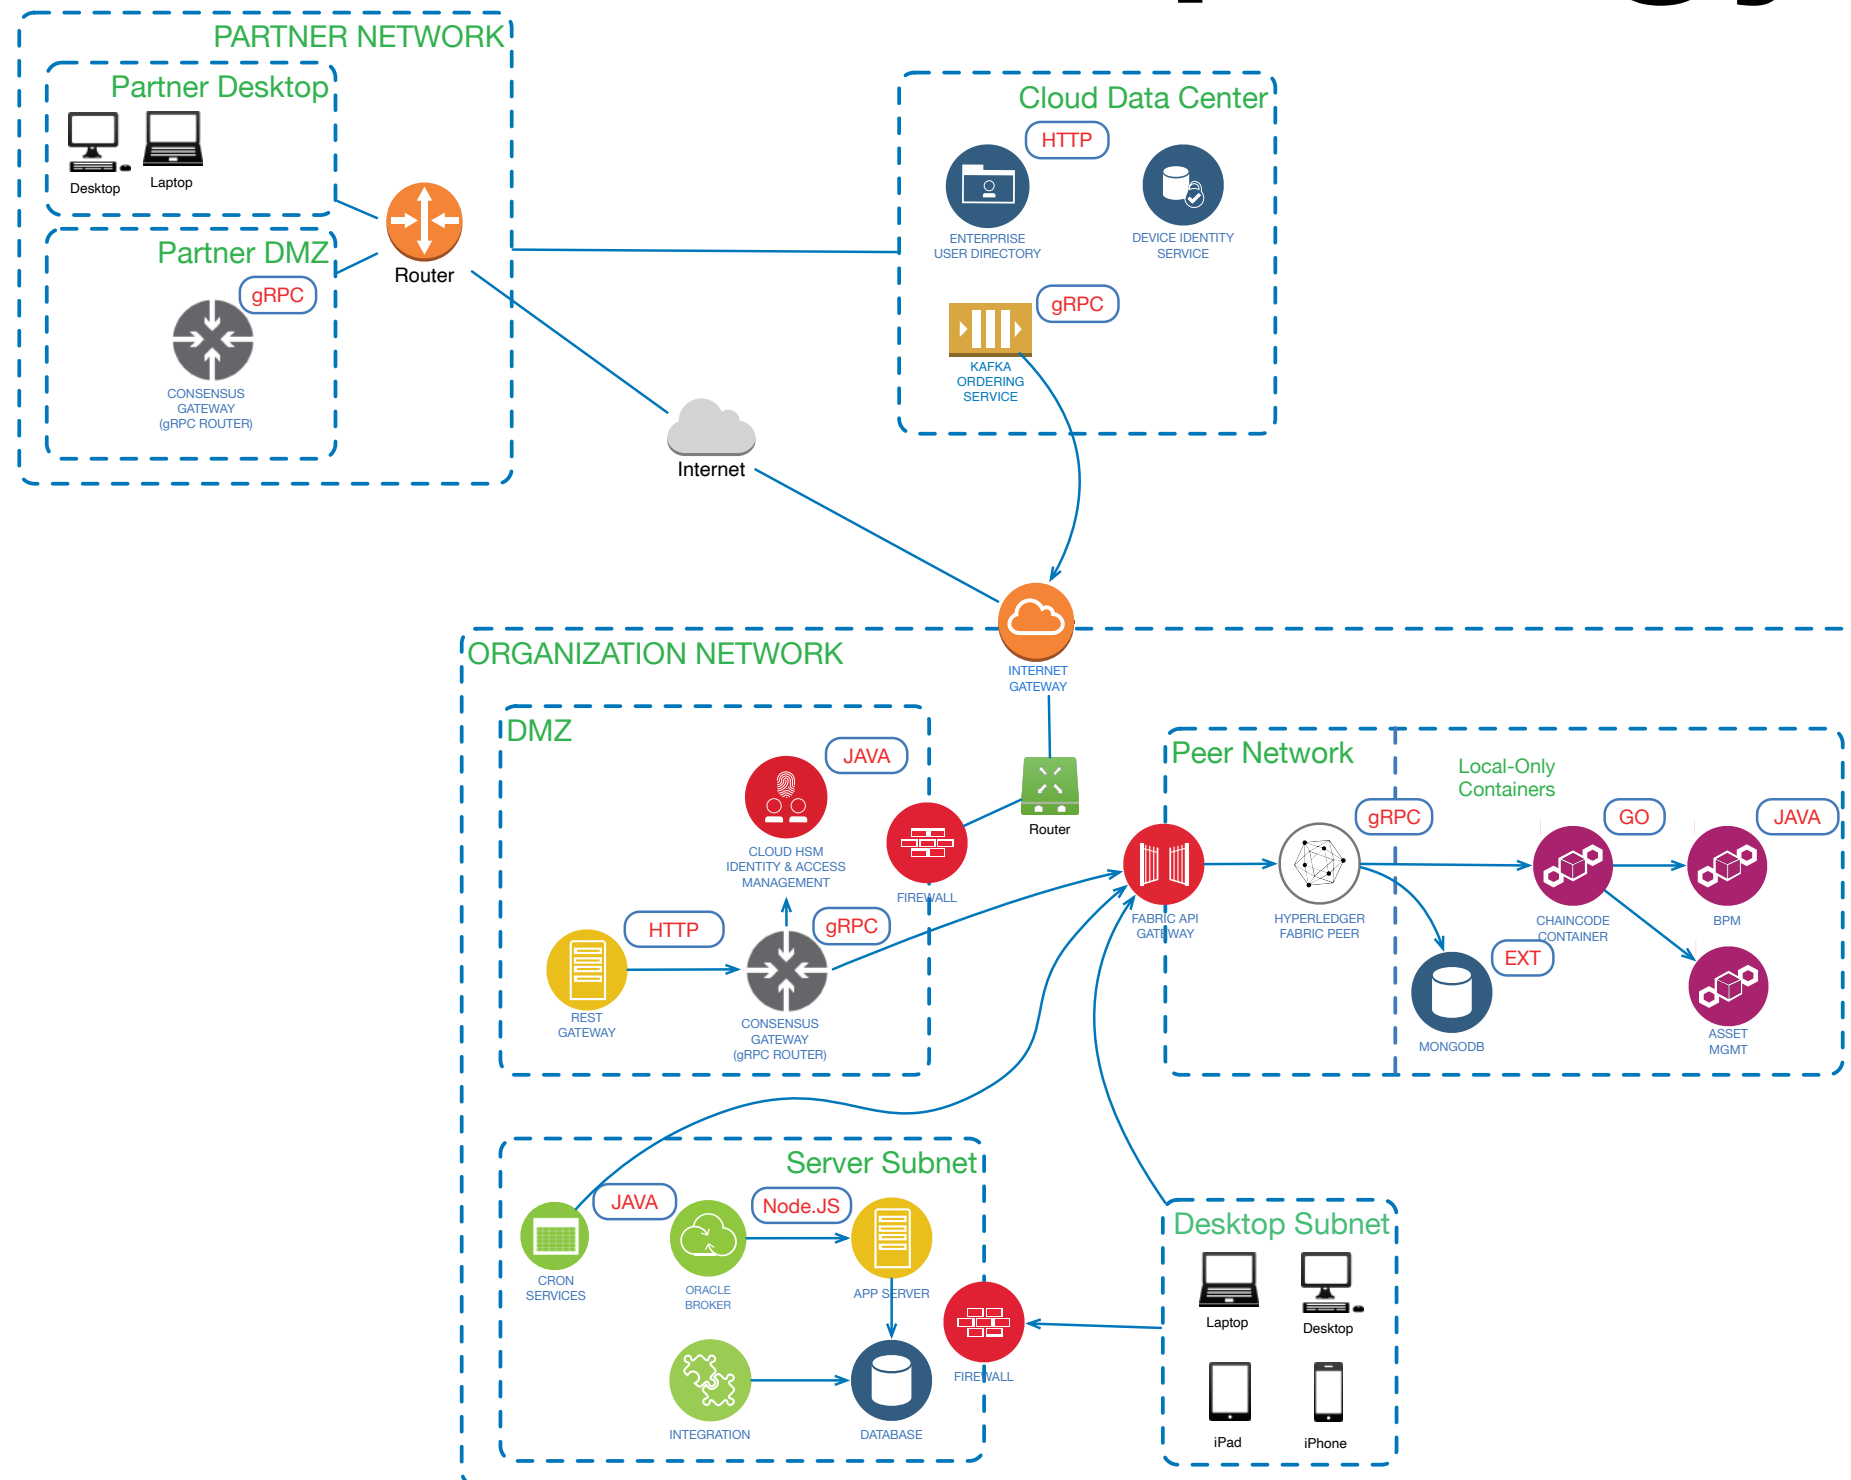 PARTNER NETWORK
Partner Desktop
Desktop
Laptop
Partner DMZ
gRPC
CONSENSUS
GATEWAY
(gRPC ROUTER)
Router
Internet
Cloud Data Center
HTTP
ENTERPRISE
USER DIRECTORY
DEVICE IDENTITY
SERVICE
gRPC
KAFKA
ORDERING
SERVICE
ORGANIZATION NETWORK
INTERNET
GATEWAY
DMZ
JAVA
CLOUD HSM
IDENTITY & ACCESS
MANAGEMENT
FIREWALL
Router
HTTP
gRPC
REST
GATEWAY
CONSENSUS
GATEWAY
(gRPC ROUTER)
Peer Network
Local-Only
Containers
gRPC
GO
JAVA
FABRIC API
GATEWAY
HYPERLEDGER
FABRIC PEER
CHAINCODE
CONTAINER
BPM
EXT
MONGODB
ASSET
MGMT
Server Subnet
JAVA
Node.JS
CRON
SERVICES
ORACLE
BROKER
APP SERVER
FIREWALL
INTEGRATION
DATABASE
Desktop Subnet
Laptop
Desktop
iPad
iPhone